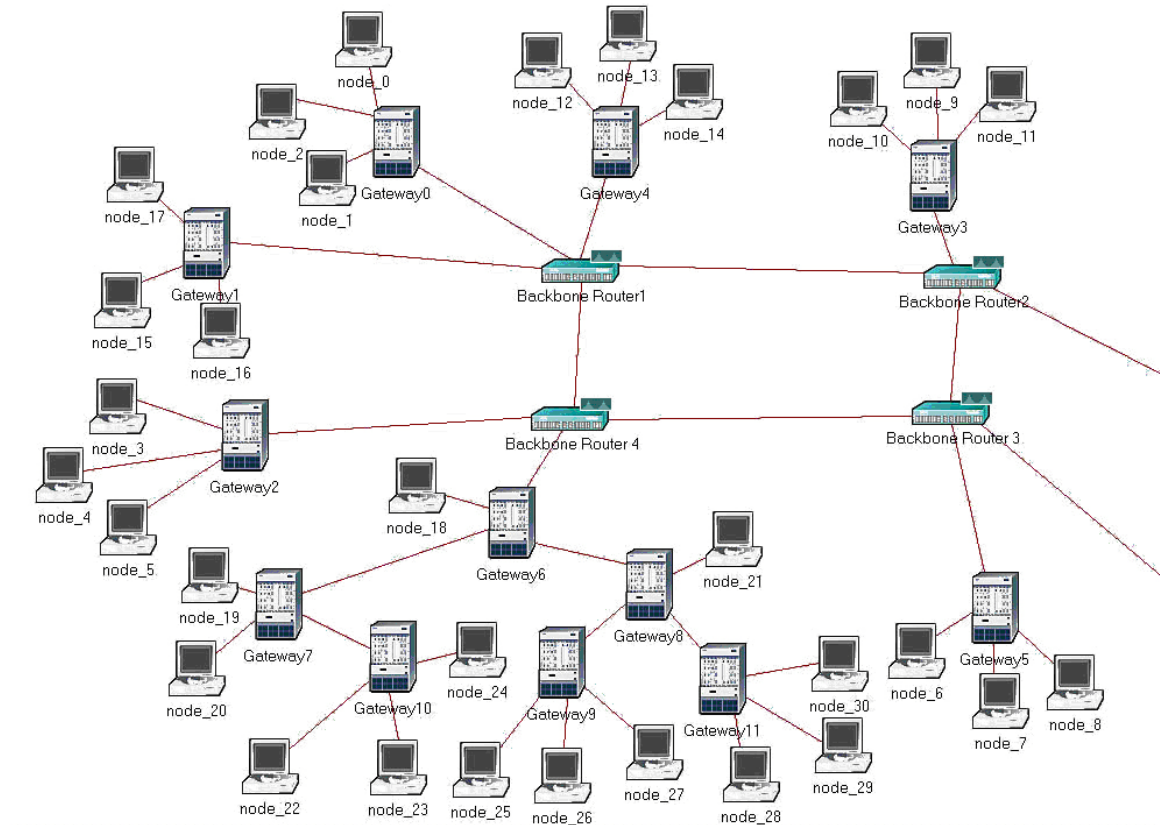 node_0
node_12
node_13
node_9
node_2
node_14
node_10
node_11
Gateway0
Gateway4
node_1
node_17
Gateway3
Gateway1
Backbone Router1
Backbone Router2
node_15
node_16
node_3
Backbone Router 4
Backbone Router 3
Gateway2
node_4
node_18
node_5
Gateway6
node_21
node_19
Gateway8
Gateway7
Gateway5
node_6
node_24
node_20
Gateway10
Gateway9
Gateway11
node_30
node_8
node_7
node_22
node_23
node_25
node_26
node_27
node_28
node_29